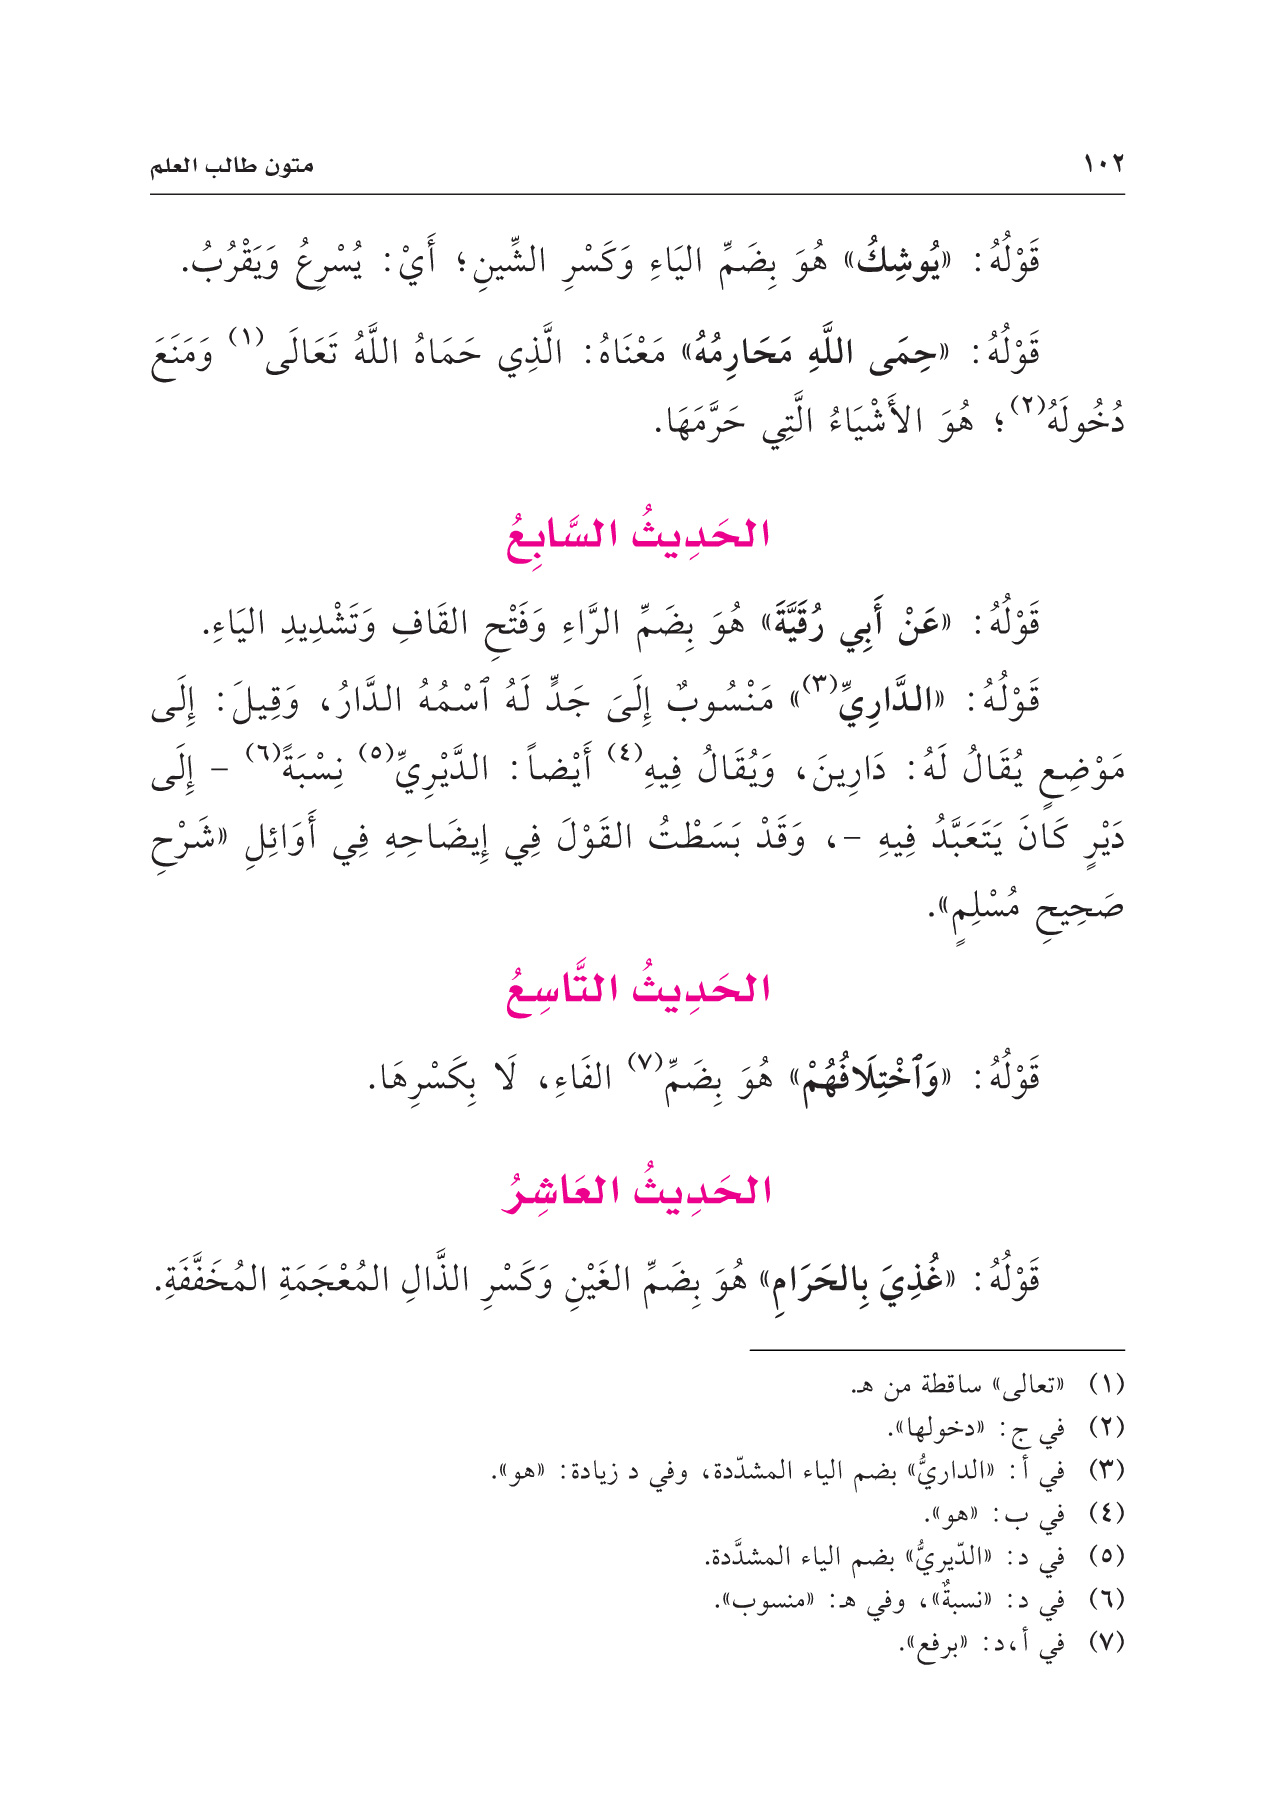 ١٠٢ متون طالب العلم
قَوْلُهُ: «يُوشِكُ» هُوَ بِضَمِّ اليَاءِ وَكَسْرِ الشِّينِ؛ أَيْ: يُسْرِعُ وَيَقْرُبُ.
قَوْلُهُ: «حِمَى اللَّهِ مَحَارِمُهُ» مَعْنَاهُ: الَّذِي حَمَاهُ اللَّهُ تَعَالَى(١) وَمَنَعَ
دُخُولَهُ(٢)؛ هُوَ الأَشْيَاءُ الَّتِي حَرَّمَهَا.
الحَدِيثُ السَّابِعُ
قَوْلُهُ: «عَنْ أَبِي رُقَيَّةَ» هُوَ بِضَمِّ الرَّاءِ وَفَتْحِ القَافِ وَتَشْدِيدِ اليَاءِ.
قَوْلُهُ: «الدَّارِيِّ(٣)» مَنْسُوبٌ إِلَىَ جَدٍّ لَهُ ٱسْمُهُ الدَّارُ، وَقِيلَ: إِلَى
مَوْضِعٍ يُقَالُ لَهُ: دَارِينَ، وَيُقَالُ فِيهِ(٤) أَيْضاً: الدَّيْرِيِّ(٥) نِسْبَةً(٦) - إِلَى
دَيْرٍ كَانَ يَتَعَبَّدُ فِيهِ -، وَقَدْ بَسَطْتُ القَوْلَ فِي إِيضَاحِهِ فِي أَوَائِلِ «شَرْحِ
صَحِيحِ مُسْلِمٍ».
الحَدِيثُ التَّاسِعُ
قَوْلُهُ: «وَٱخْتِلَافُهُمْ» هُوَ بِضَمِّ(٧) الفَاءِ، لَا بِكَسْرِهَا.
الحَدِيثُ العَاشِرُ
قَوْلُهُ: «غُذِيَ بِالحَرَامِ» هُوَ بِضَمِّ الغَيْنِ وَكَسْرِ الذَّالِ المُعْجَمَةِ المُخَفَّفَةِ.
(١) «تعالى» ساقطة من هـ.
(٢) في ج: «دخولها».
(٣) في أ: «الداريُّ» بضم الياء المشدّدة، وفي د زيادة: «هو».
(٤) في ب: «هو».
(٥) في د: «الدّيريُّ» بضم الياء المشدَّدة.
(٦) في د: «نسبةٌ»، وفي هـ: «منسوب».
(٧) في أ،د: «برفع».